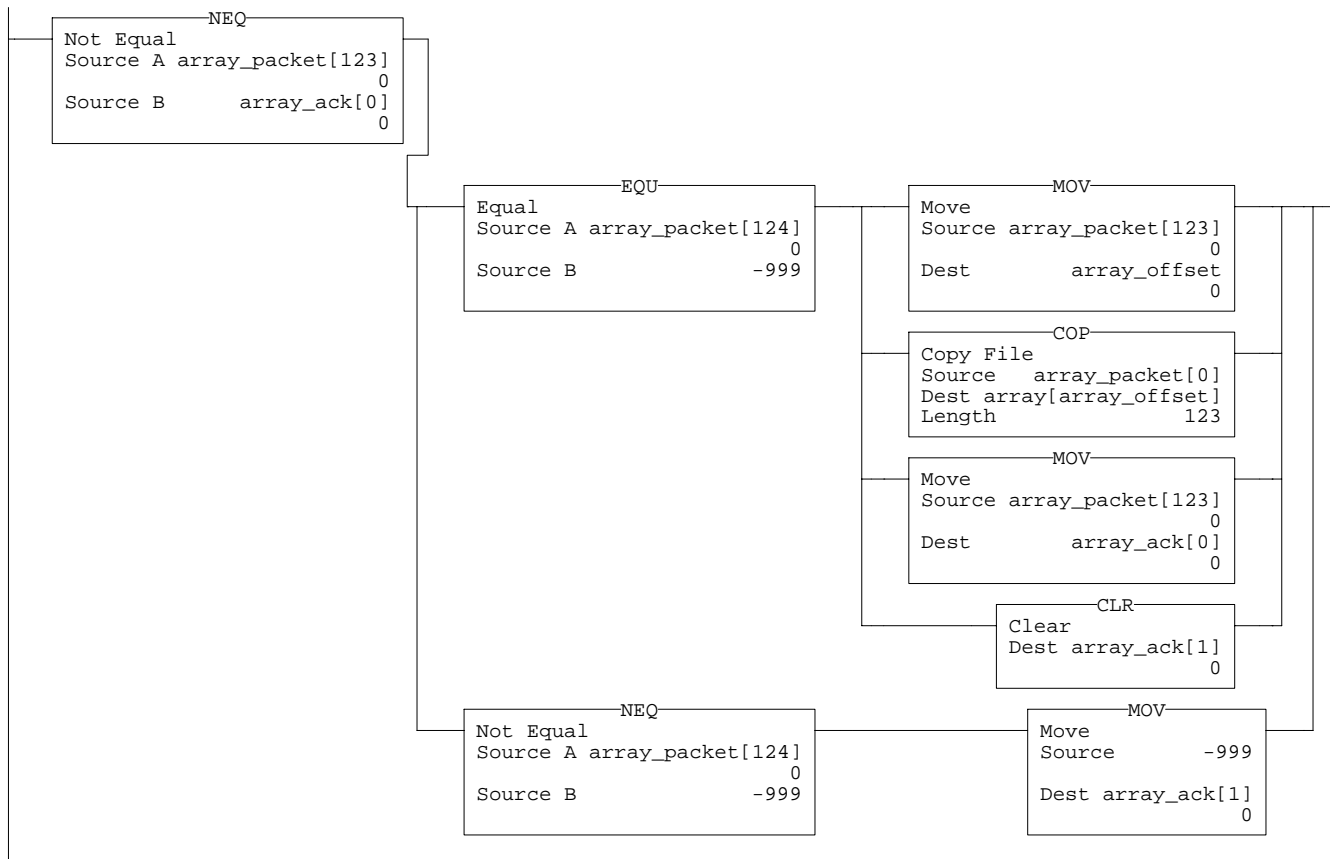 NEQ
Not Equal
Source A array_packet[123]
0
Source B array_ack[0]
0
EQU
Equal
Source A array_packet[124]
0
Source B -999
MOV
Move
Source array_packet[123]
0
Dest array_offset
0
COP
Copy File
Source array_packet[0]
Dest array[array_offset]
Length 123
MOV
Move
Source array_packet[123]
0
Dest array_ack[0]
0
CLR
Clear
Dest array_ack[1]
0
NEQ
Not Equal
Source A array_packet[124]
0
Source B -999
MOV
Move
Source -999
Dest array_ack[1]
0